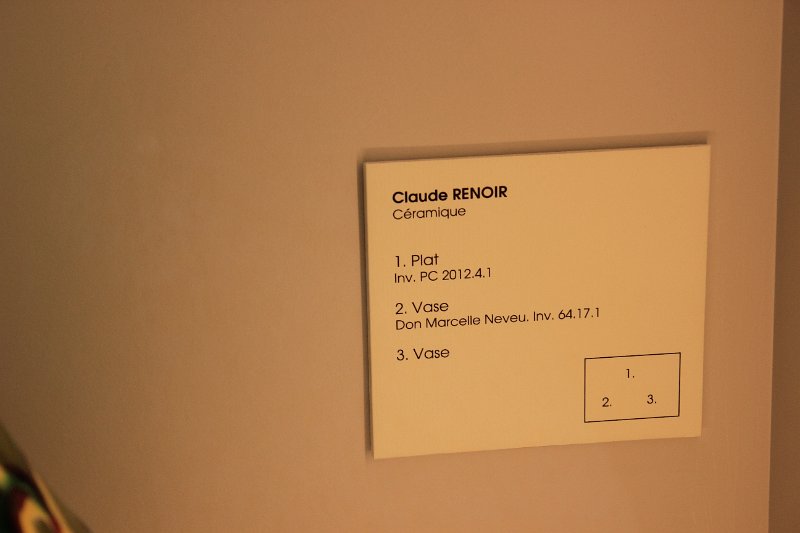 Claude RENOIR
Céramique
1. Plat
Inv. PC 2012.4.1
2. Vase
Don Marcelle Neveu. Inv. 64.17.1
3. Vase
1.
2. 3.